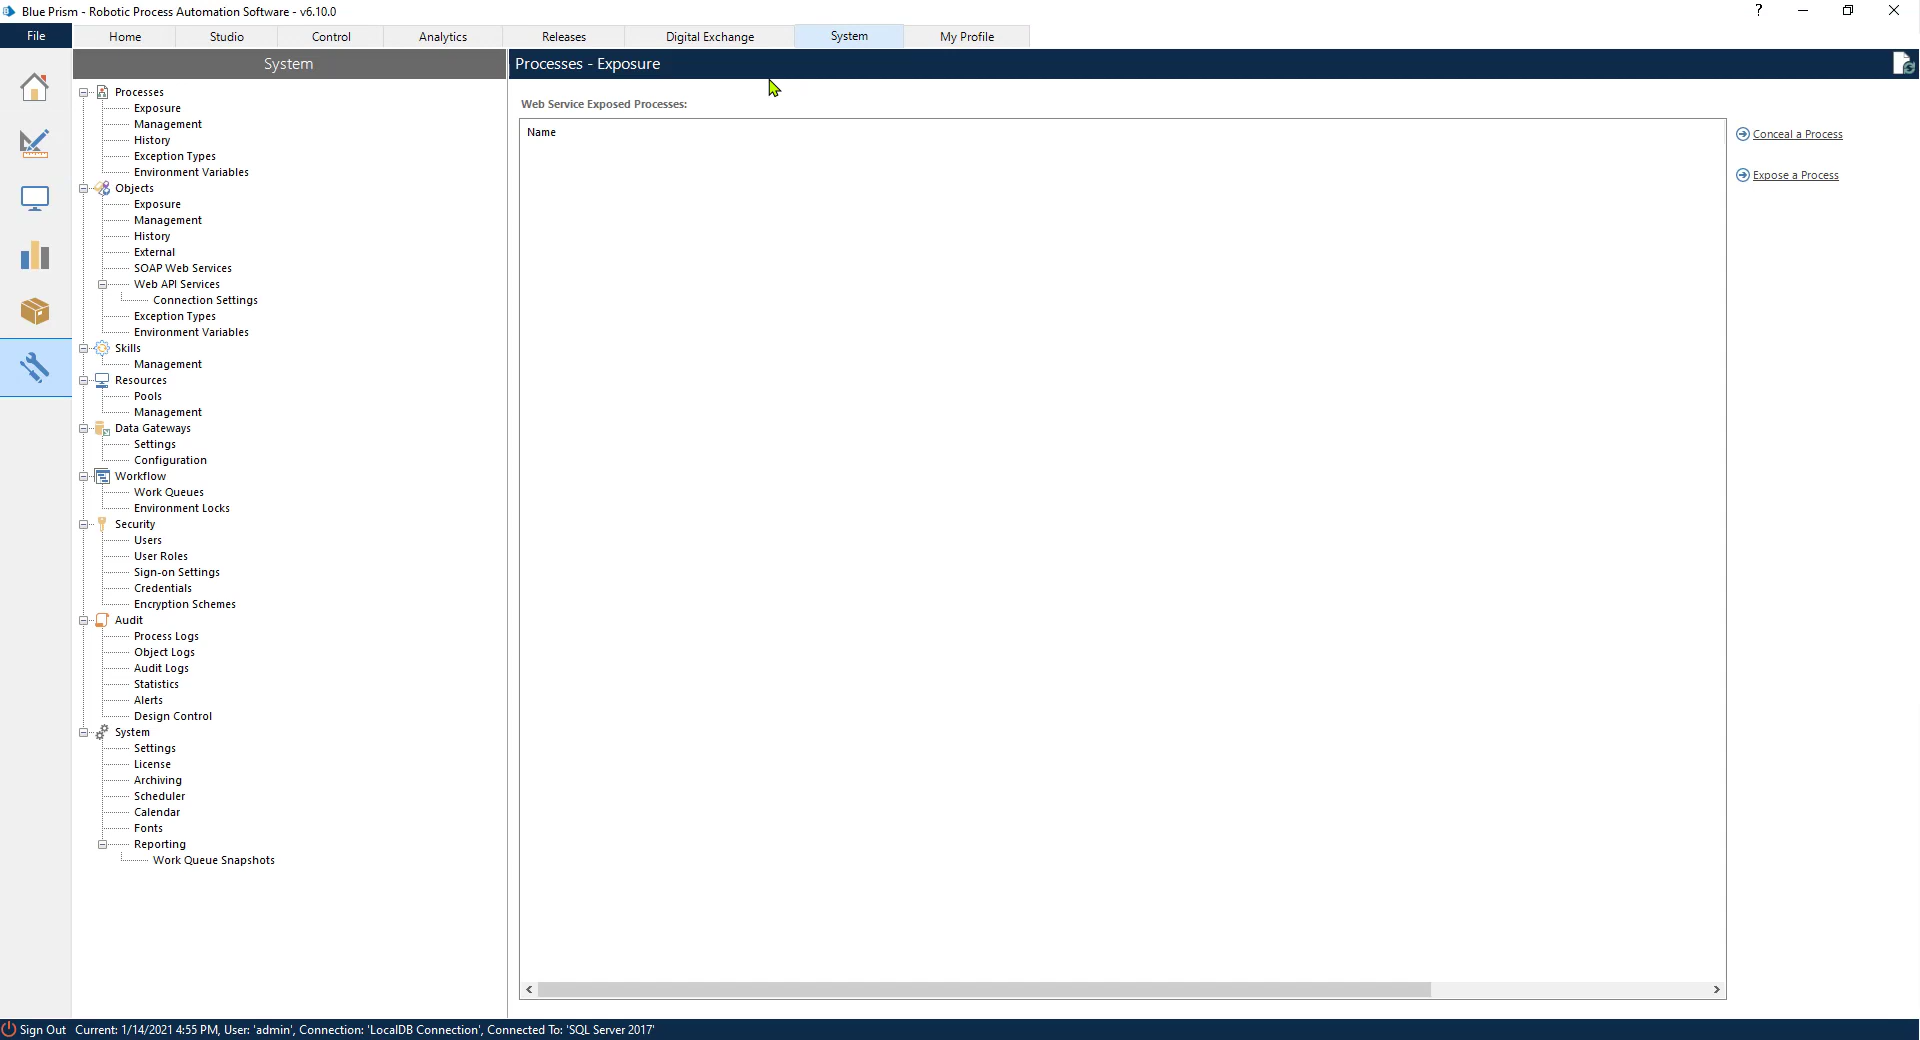 Blue Prism - Robotic Process Automation Software - v6.10.0
?
File Home Studio Control Analytics Releases Digital Exchange System My Profile
System
Processes - Exposure
Processes
Exposure
Management
History
Exception Types
Environment Variables
Objects
Exposure
Management
History
External
SOAP Web Services
Web API Services
Connection Settings
Exception Types
Environment Variables
Skills
Management
Resources
Pools
Management
Data Gateways
Settings
Configuration
Workflow
Work Queues
Environment Locks
Security
Users
User Roles
Sign-on Settings
Credentials
Encryption Schemes
Audit
Process Logs
Object Logs
Audit Logs
Statistics
Alerts
Design Control
System
Settings
License
Archiving
Scheduler
Calendar
Fonts
Reporting
Work Queue Snapshots
Web Service Exposed Processes:
Name
Conceal a Process
Expose a Process
Sign Out Current: 1/14/2021 4:55 PM, User: 'admin', Connection: 'LocalDB Connection', Connected To: 'SQL Server 2017'